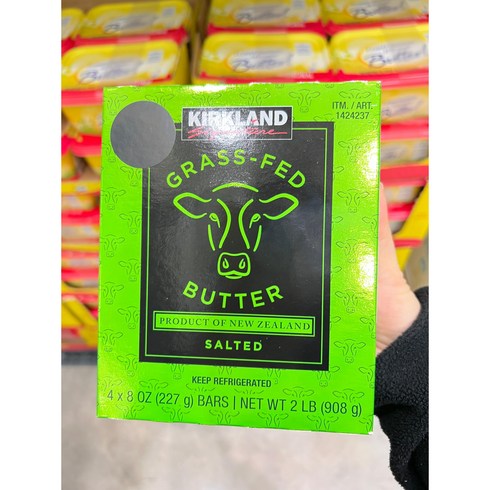 ITM. / ART.
1424237
KIRKLAND
Signature
GRASS-FED
BUTTER
PRODUCT OF NEW ZEALAND
SALTED
KEEP REFRIGERATED
4 x 8 OZ (227 g) BARS | NET WT 2 LB (908 g)
Butter